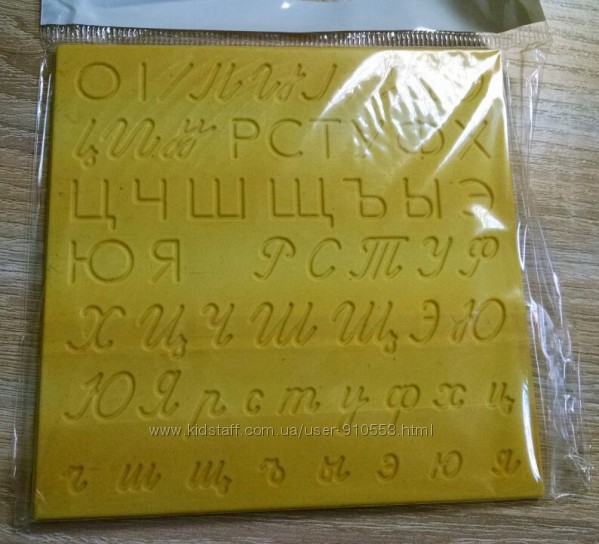 Р С Т У Ф Х
Ц Ч Ш Щ Ъ Ы Э
Ю Я Р С Т У Ф
Х Ц Ч Ш Щ Э Ю
Ю Я р с т у ф х ц
www.kidstaff.com.ua/user-910553.html
ч ш щ ъ ы э ю я